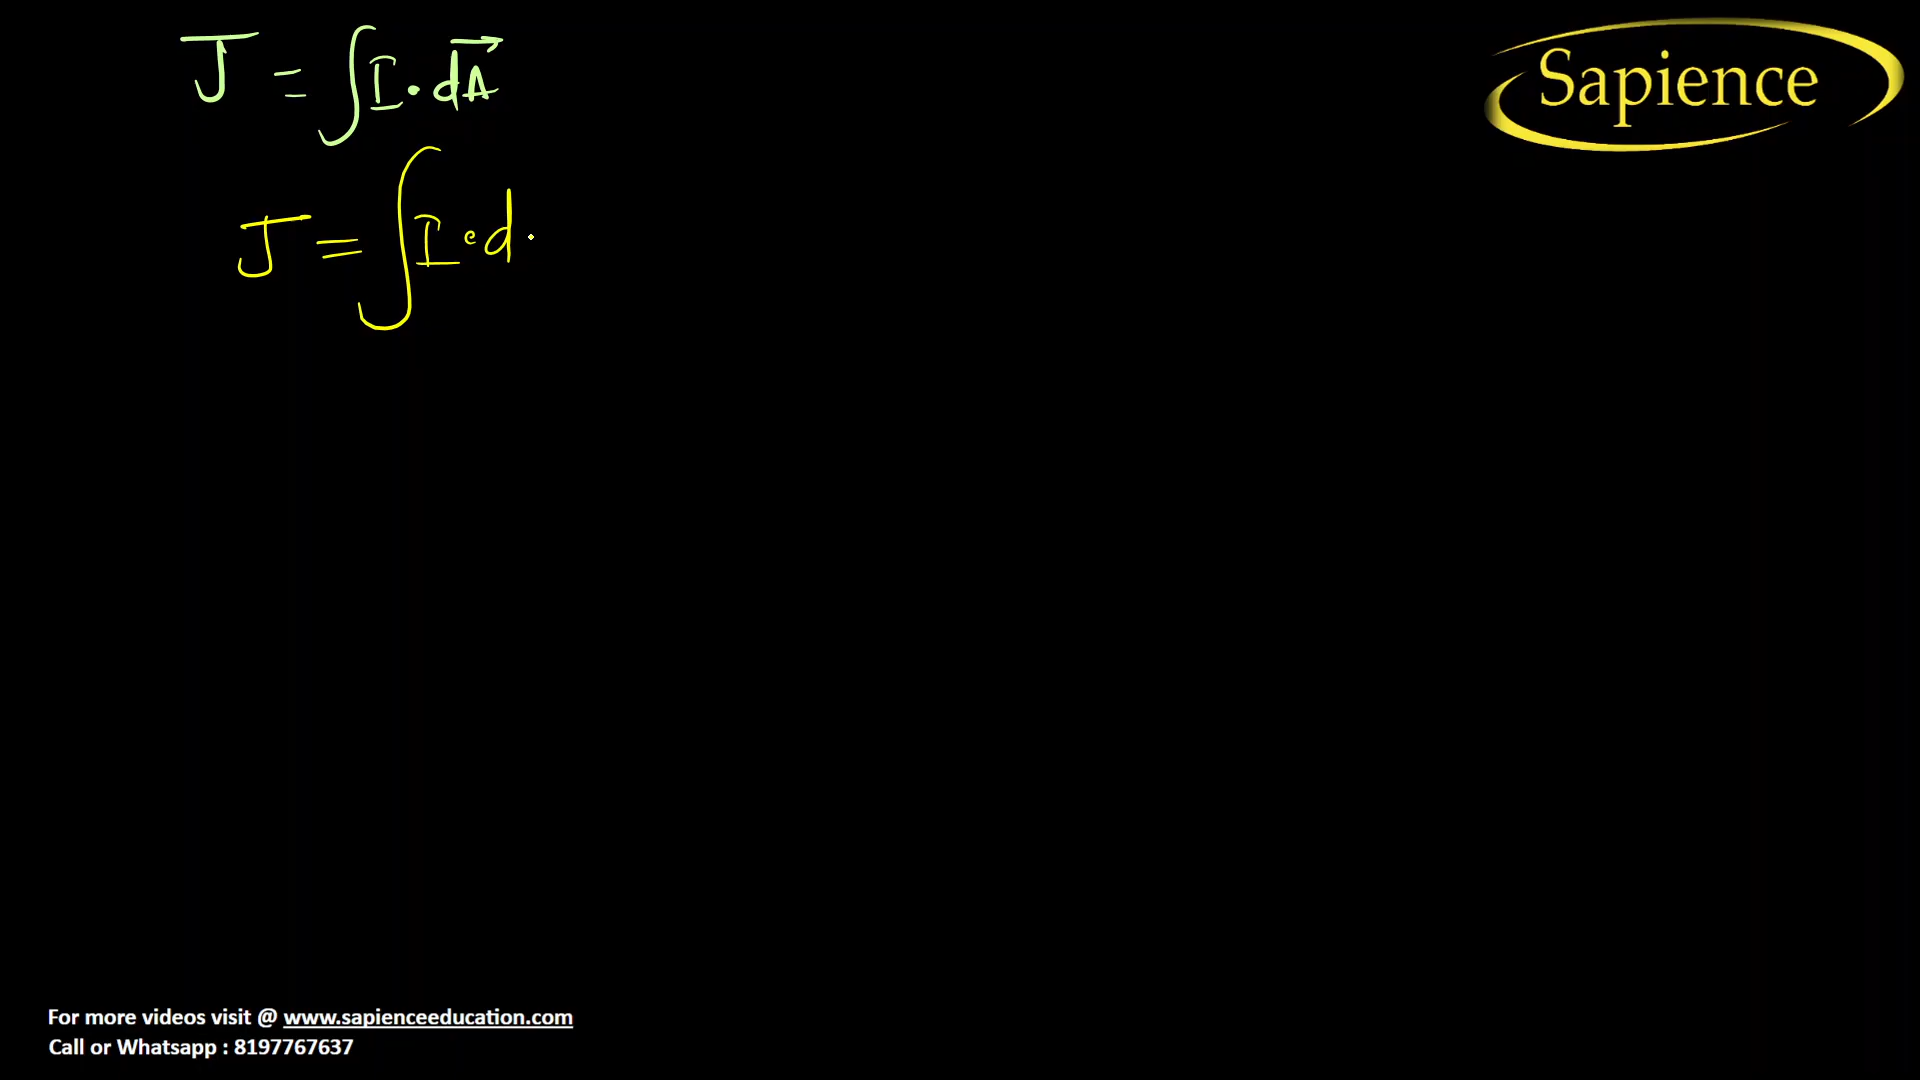 J̅ = ∫ I · dA⃗
Sapience
J = ∫ I · d ·
For more videos visit @ www.sapienceeducation.com
Call or Whatsapp : 8197767637